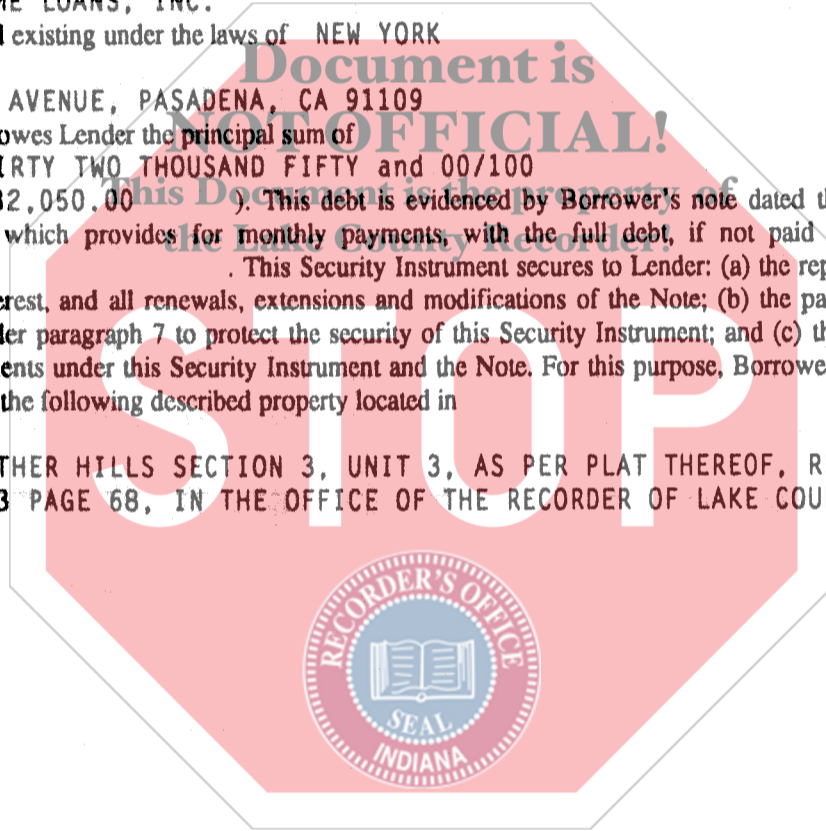 ME LOANS, INC.
existing under the laws of NEW YORK
Document is
AVENUE, PASADENA, CA 91109
NOT OFFICIAL!
owes Lender the principal sum of
IRTY TWO THOUSAND FIFTY and 00/100
This Document is the property of
32,050.00 ). This debt is evidenced by Borrower's note dated th
the Lake County Recorder!
which provides for monthly payments, with the full debt, if not paid
. This Security Instrument secures to Lender: (a) the rep
erest, and all renewals, extensions and modifications of the Note; (b) the pa
der paragraph 7 to protect the security of this Security Instrument; and (c) th
ents under this Security Instrument and the Note. For this purpose, Borrowe
the following described property located in
STOP
THER HILLS SECTION 3, UNIT 3, AS PER PLAT THEREOF, R
3 PAGE 68, IN THE OFFICE OF THE RECORDER OF LAKE COU
RECORDER'S OFFICE
SEAL
INDIANA